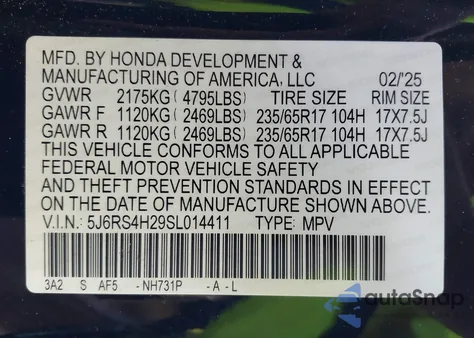 MFD. BY HONDA DEVELOPMENT &
MANUFACTURING OF AMERICA, LLC 02/'25
GVWR 2175KG ( 4795LBS) TIRE SIZE RIM SIZE
GAWR F 1120KG ( 2469LBS) 235/65R17 104H 17X7.5J
GAWR R 1120KG ( 2469LBS) 235/65R17 104H 17X7.5J
THIS VEHICLE CONFORMS TO ALL APPLICABLE
FEDERAL MOTOR VEHICLE SAFETY
AND THEFT PREVENTION STANDARDS IN EFFECT
ON THE DATE OF MANUFACTURE SHOWN ABOVE.
V.I.N.: 5J6RS4H29SL014411 TYPE: MPV
3A2 S AF5 -NH731P -A-L
autoSnap